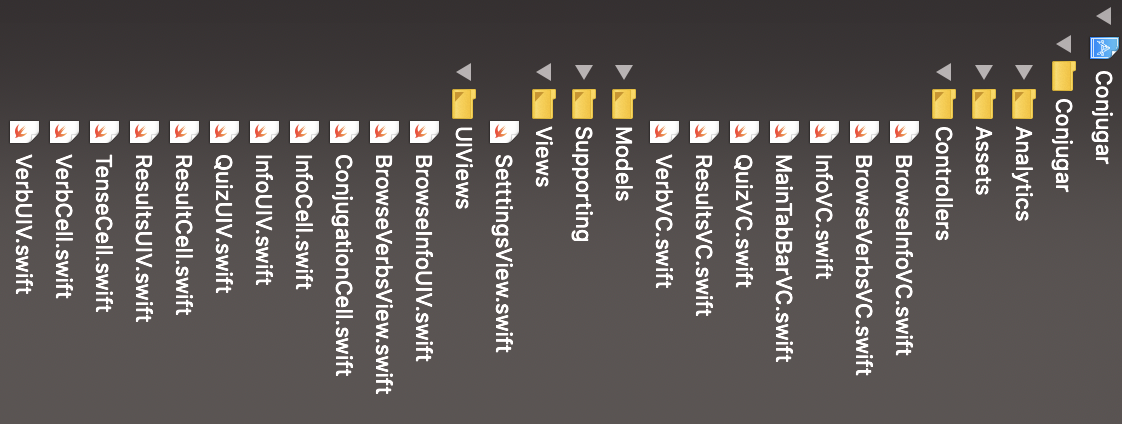 Conjugar
Conjugar
Analytics
Assets
Controllers
BrowseInfoVC.swift
BrowseVerbsVC.swift
InfoVC.swift
MainTabBarVC.swift
QuizVC.swift
ResultsVC.swift
VerbVC.swift
Models
Supporting
Views
SetttingsView.swift
UIViews
BrowseInfoUIV.swift
BrowseVerbsView.swift
ConjugationCell.swift
InfoCell.swift
InfoUIV.swift
QuizUIV.swift
ResultCell.swift
ResultsUIV.swift
TenseCell.swift
VerbCell.swift
VerbUIV.swift